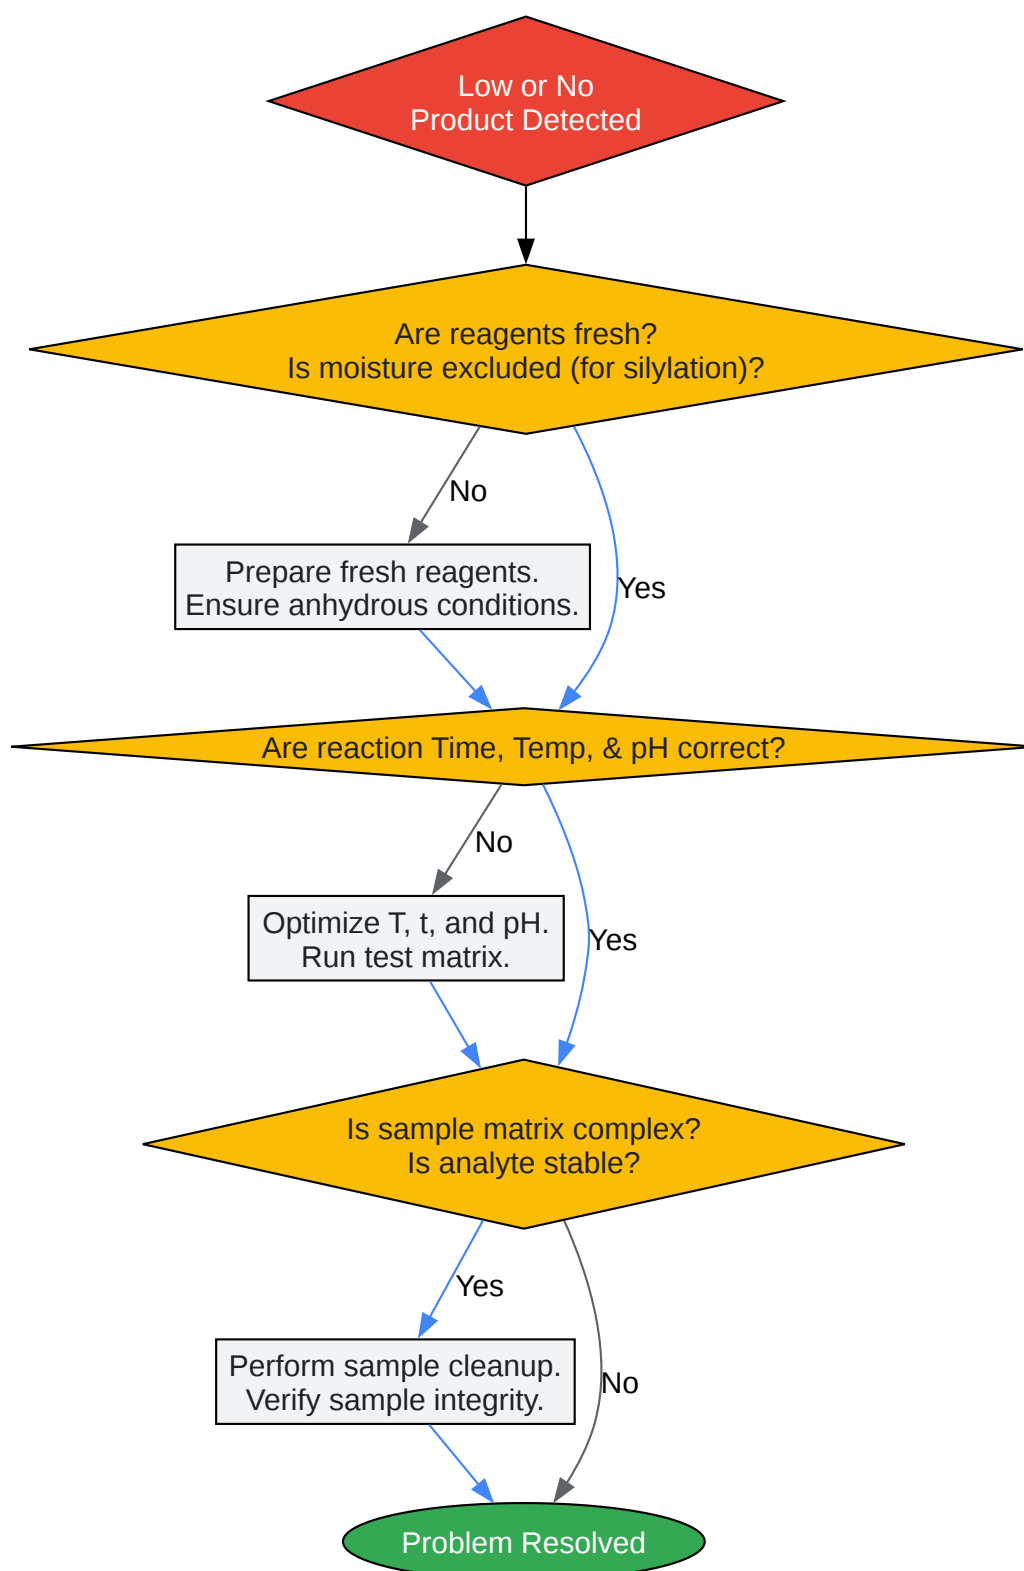 Low or No
Product Detected
Are reagents fresh?
Is moisture excluded (for silylation)?
No
Prepare fresh reagents.
Ensure anhydrous conditions.
Yes
Are reaction Time, Temp, & pH correct?
No
Optimize T, t, and pH.
Run test matrix.
Yes
Is sample matrix complex?
Is analyte stable?
Yes
Perform sample cleanup.
Verify sample integrity.
No
Problem Resolved